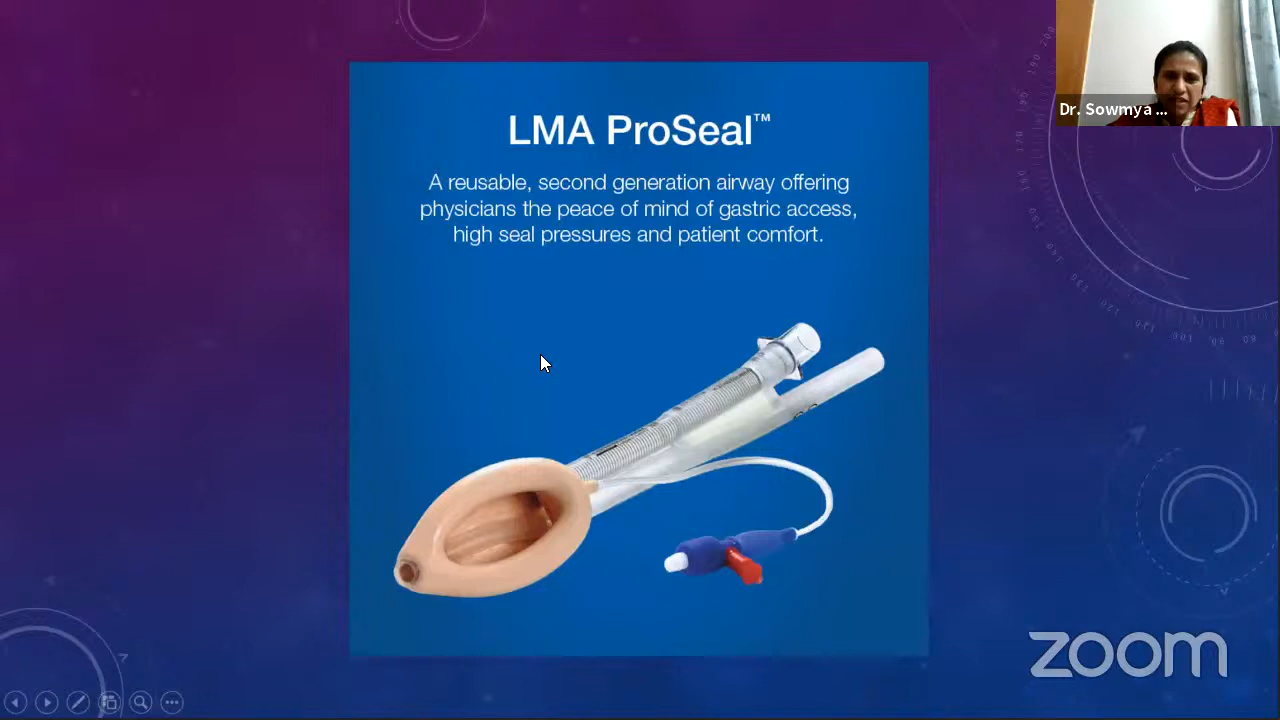 LMA ProSeal™
A reusable, second generation airway offering
physicians the peace of mind of gastric access,
high seal pressures and patient comfort.
Dr. Sowmya ...
zoom